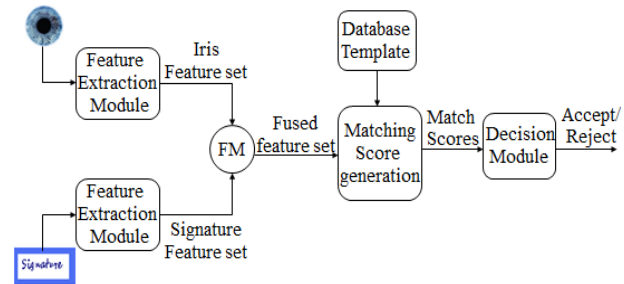 Feature
Extraction
Module
Iris
Feature set
FM
Feature
Extraction
Module
Signature
Signature
Feature set
Fused
feature set
Database
Template
Matching
Score
generation
Match
Scores
Decision
Module
Accept/
Reject